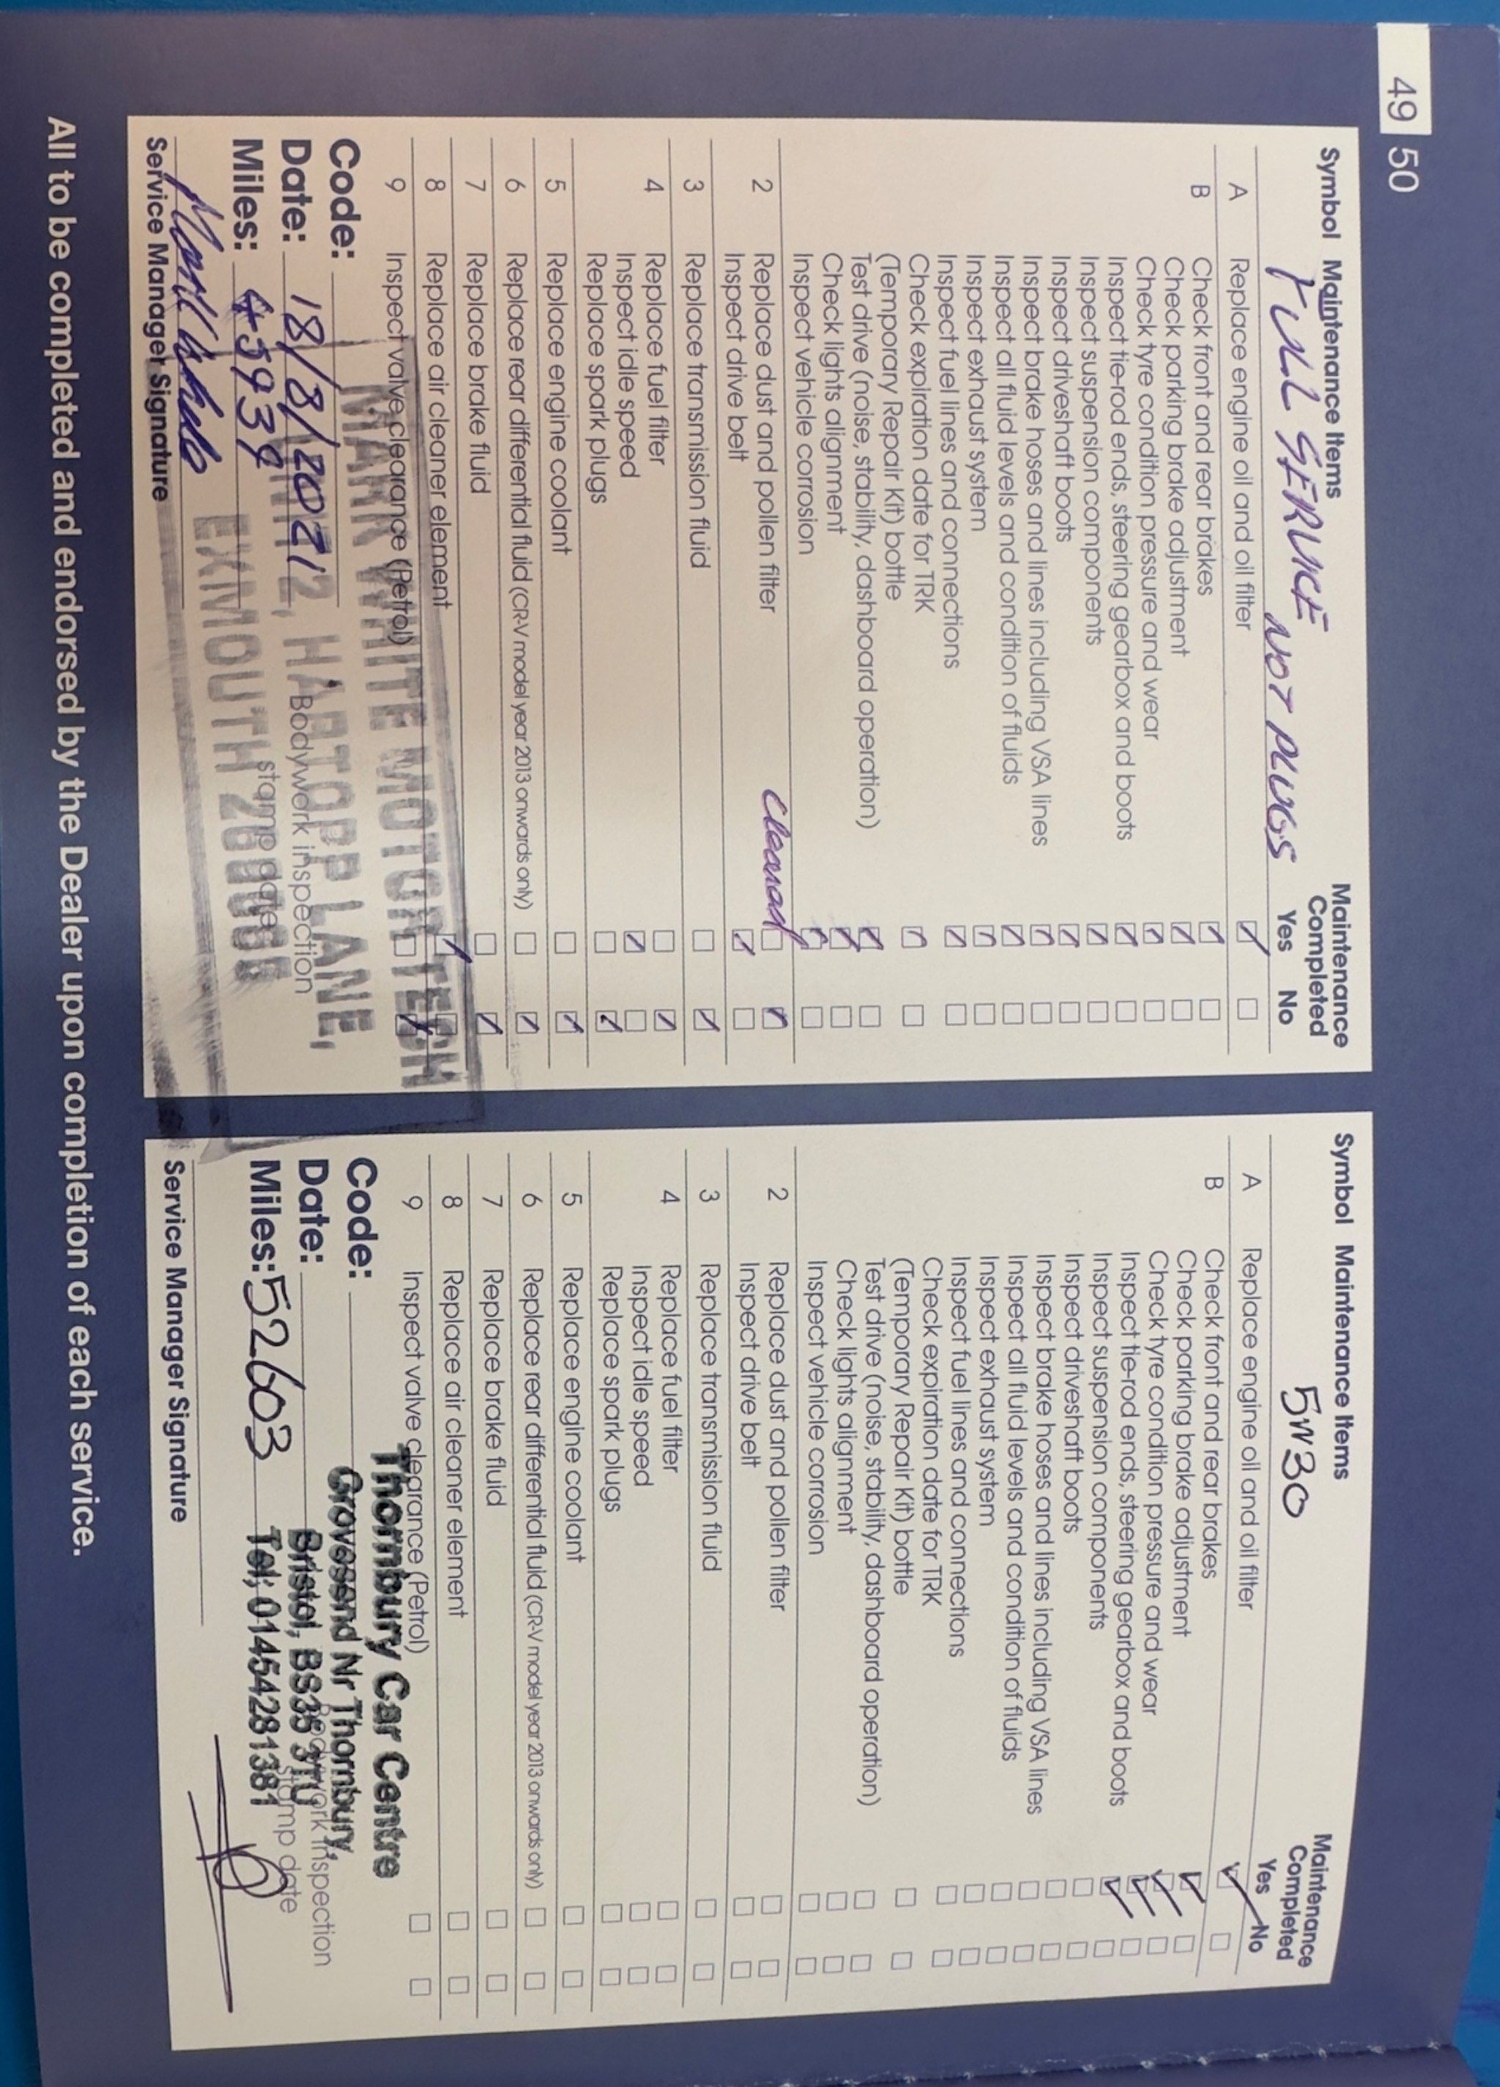 49 50
Symbol Maintenance Items Maintenance Completed
FULL SERVICE NOT PLUGS Yes No
A Replace engine oil and oil filter
B Check front and rear brakes
Check parking brake adjustment
Check tyre condition pressure and wear
Inspect tie-rod ends, steering gearbox and boots
Inspect suspension components
Inspect driveshaft boots
Inspect brake hoses and lines including VSA lines
Inspect all fluid levels and condition of fluids
Inspect exhaust system
Inspect fuel lines and connections
Check expiration date for TRK
(Temporary Repair Kit) bottle
Test drive (noise, stability, dashboard operation)
Check lights alignment
Inspect vehicle corrosion
2 Replace dust and pollen filter Cleaned
Inspect drive belt
3 Replace transmission fluid
4 Replace fuel filter
Inspect idle speed
Replace spark plugs
5 Replace engine coolant
6 Replace rear differential fluid (CR-V model year 2013 onwards only)
7 Replace brake fluid
8 Replace air cleaner element
9 Inspect valve clearance (Petrol)
MARK WHITE MOTOR TECH
Code:
Date: 18/8/2021
UNIT 2, HARTOPP LANE,
Bodywork inspection
stamp date
Miles: 45939
EXMOUTH
Service Manager Signature
Symbol Maintenance Items Maintenance Completed
5W30 Yes No
A Replace engine oil and oil filter
B Check front and rear brakes
Check parking brake adjustment
Check tyre condition pressure and wear
Inspect tie-rod ends, steering gearbox and boots
Inspect suspension components
Inspect driveshaft boots
Inspect brake hoses and lines including VSA lines
Inspect all fluid levels and condition of fluids
Inspect exhaust system
Inspect fuel lines and connections
Check expiration date for TRK
(Temporary Repair Kit) bottle
Test drive (noise, stability, dashboard operation)
Check lights alignment
Inspect vehicle corrosion
2 Replace dust and pollen filter
Inspect drive belt
3 Replace transmission fluid
4 Replace fuel filter
Inspect idle speed
Replace spark plugs
5 Replace engine coolant
6 Replace rear differential fluid (CR-V model year 2013 onwards only)
7 Replace brake fluid
8 Replace air cleaner element
9 Inspect valve clearance (Petrol)
Thornbury Car Centre
Code:
Grovesend Nr Thornbury,
Date:
Bristol, BS35 3TU
Bodywork inspection
stamp date
Miles: 52603
Tel; 01454281381
Service Manager Signature
All to be completed and endorsed by the Dealer upon completion of each service.